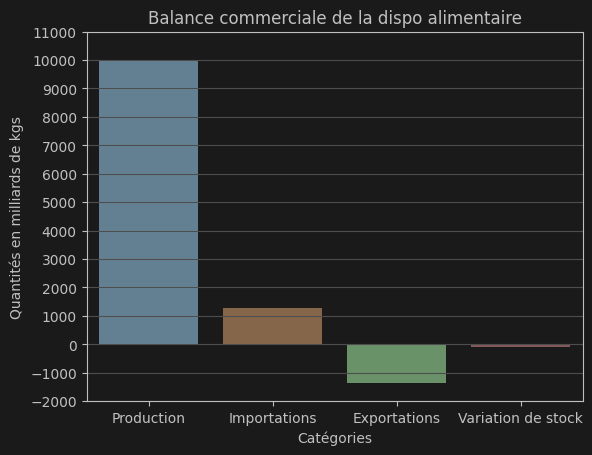 Balance commerciale de la dispo alimentaire
11000
10000
9000
8000
7000
6000
5000
4000
3000
2000
1000
0
−1000
−2000
Quantités en milliards de kgs
Production
Importations
Exportations
Variation de stock
Catégories